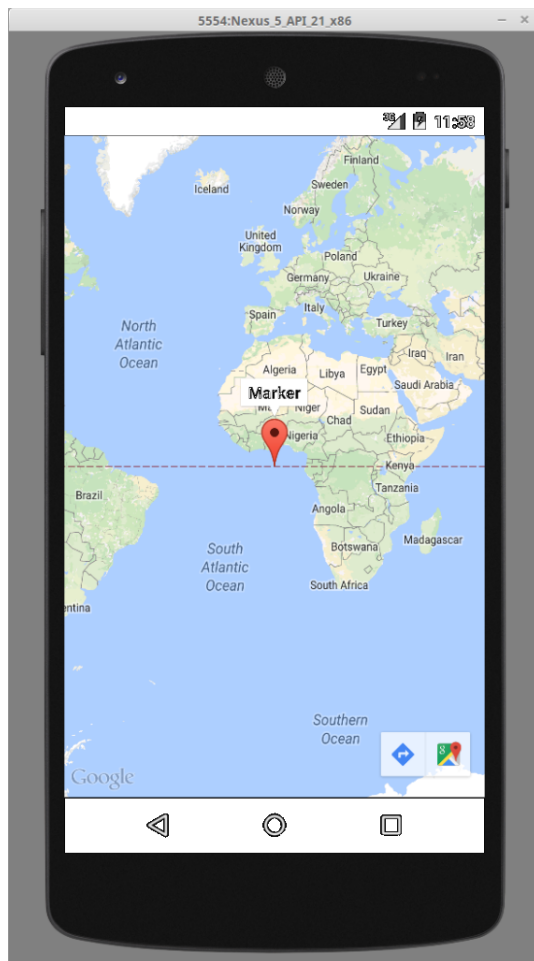 5554:Nexus_5_API_21_x86
3G 11:58
Finland
Iceland
Sweden
Norway
United
Kingdom
Poland
Germany
Ukraine
Spain
Italy
Turkey
North
Atlantic
Ocean
Iraq
Iran
Algeria
Libya
Egypt
Saudi Arabia
Marker
Niger
Chad
Sudan
Nigeria
Ethiopia
Kenya
Brazil
Tanzania
Angola
South
Atlantic
Ocean
Botswana
Madagascar
South Africa
entina
Southern
Ocean
Google